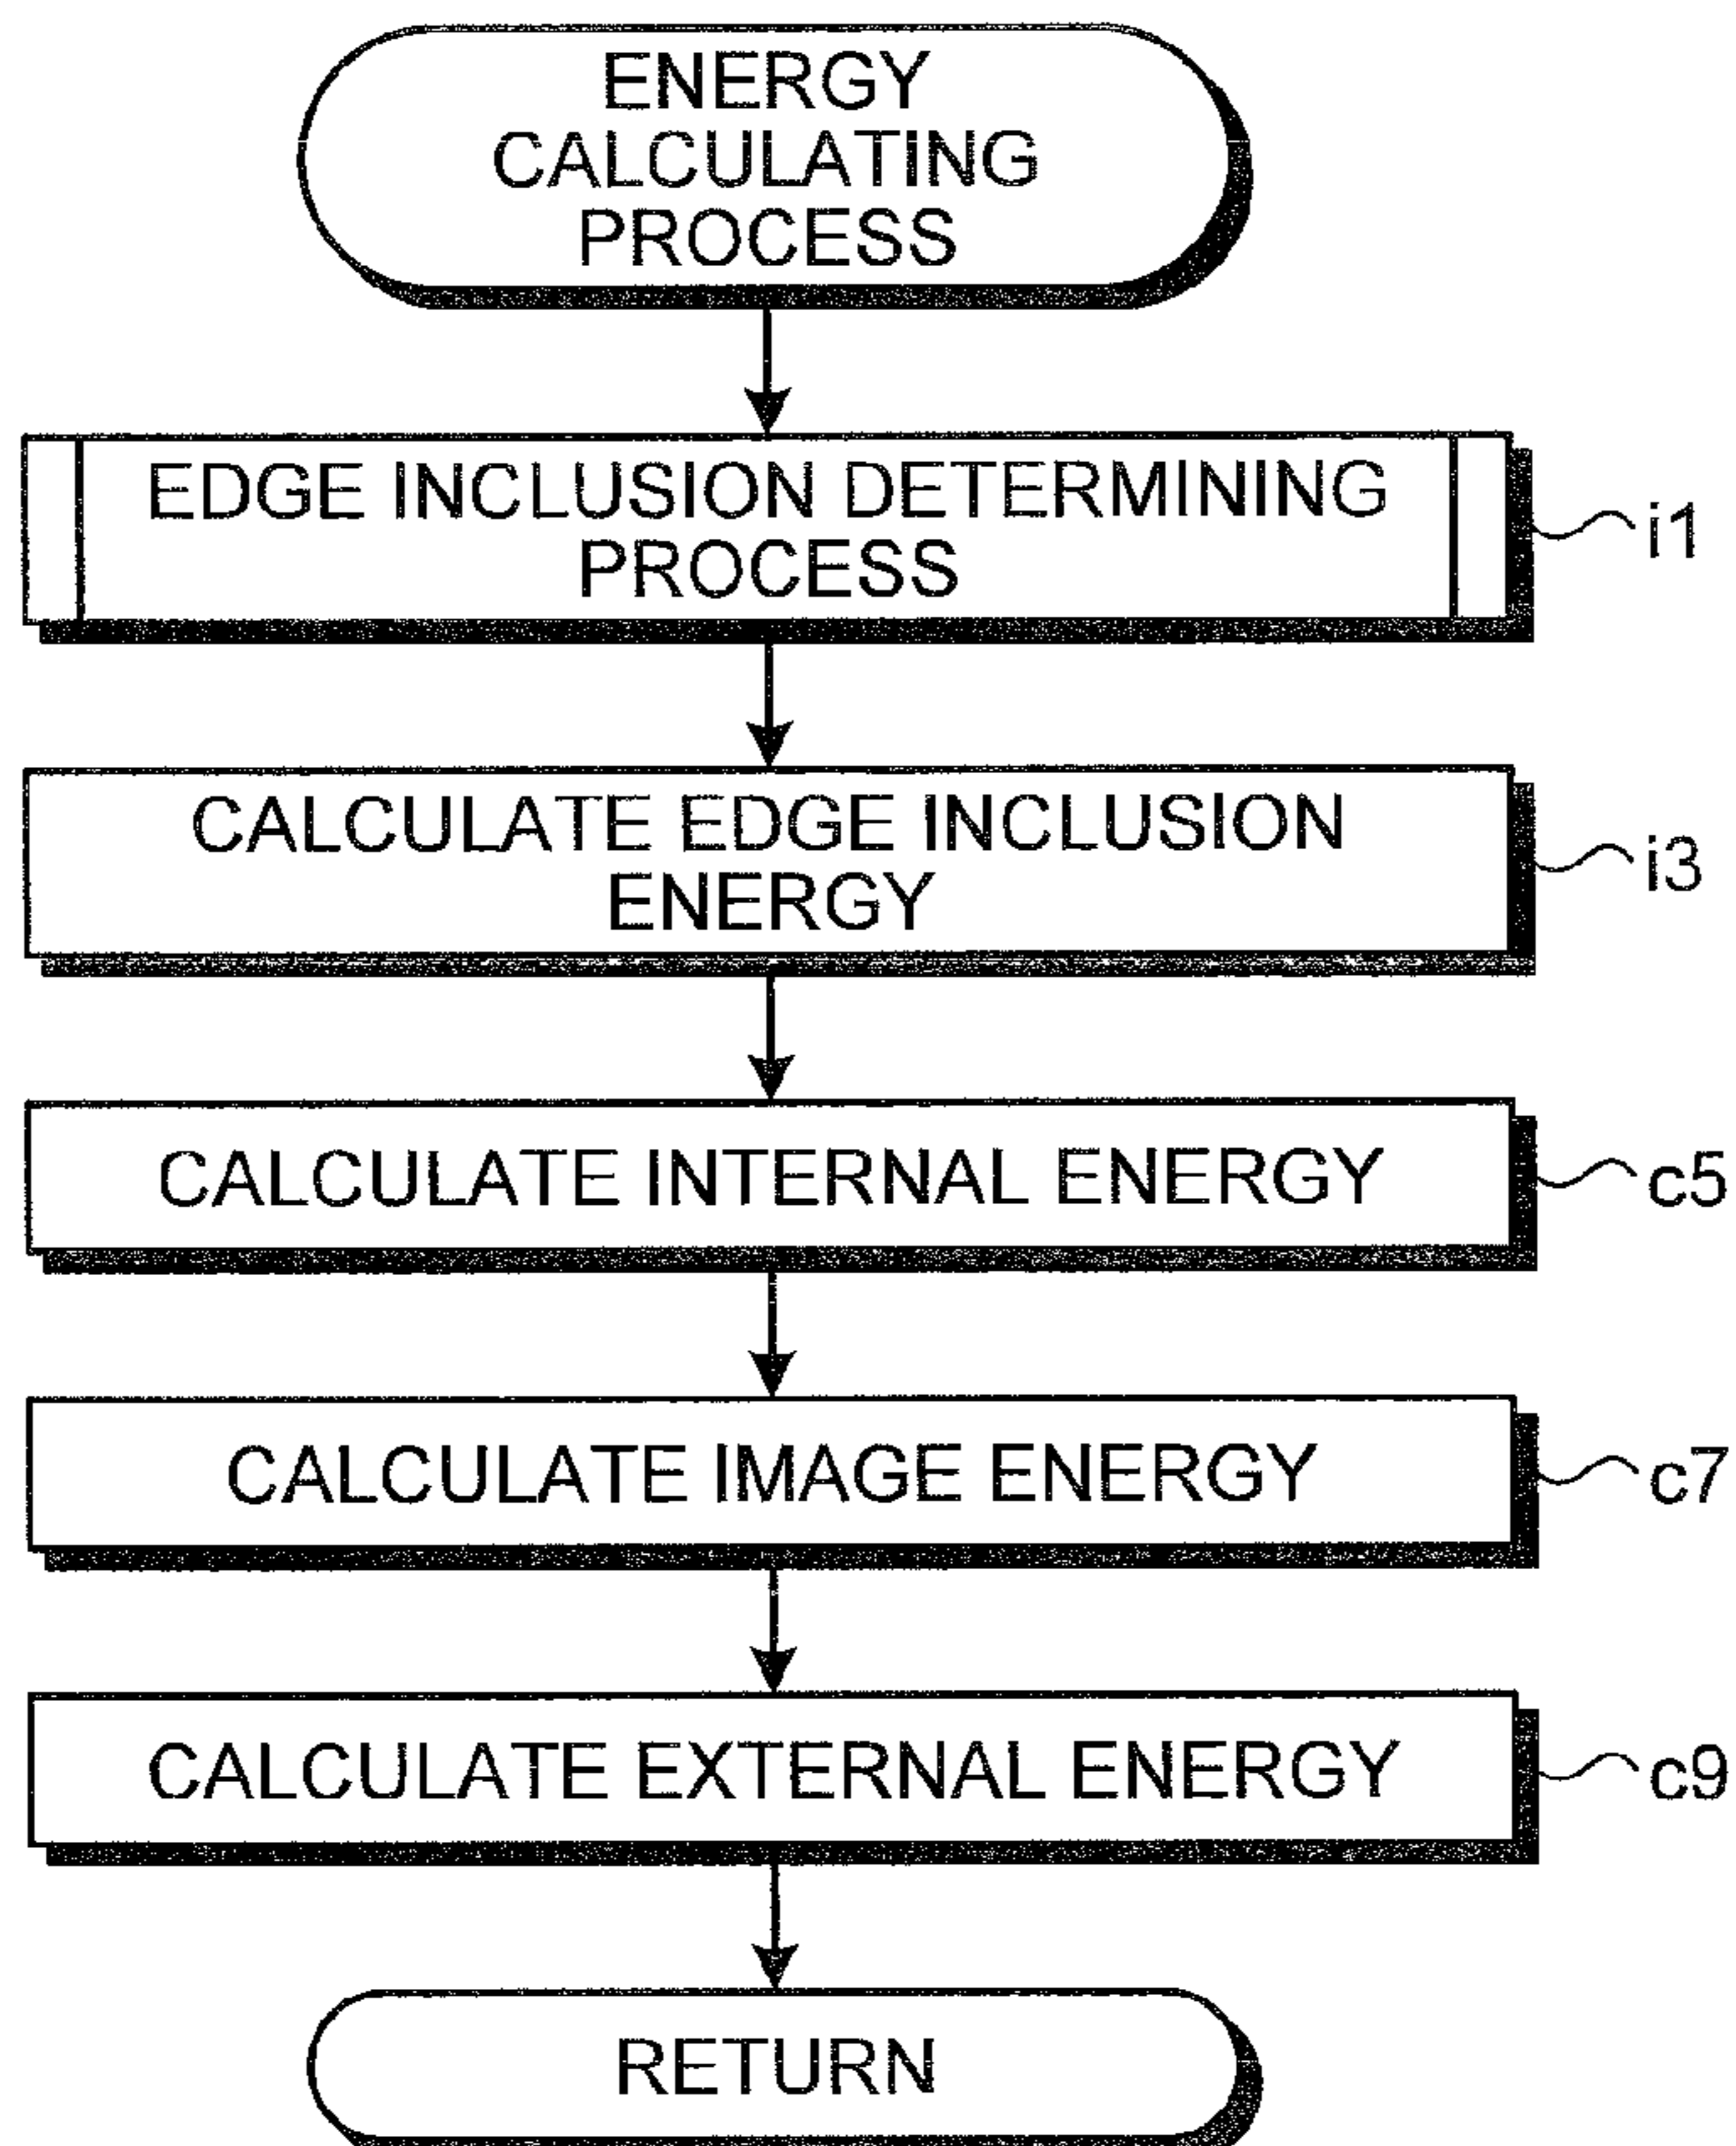 ENERGY
CALCULATING
PROCESS
EDGE INCLUSION DETERMINING
PROCESS
i1
CALCULATE EDGE INCLUSION
ENERGY
i3
CALCULATE INTERNAL ENERGY
c5
CALCULATE IMAGE ENERGY
c7
CALCULATE EXTERNAL ENERGY
c9
RETURN